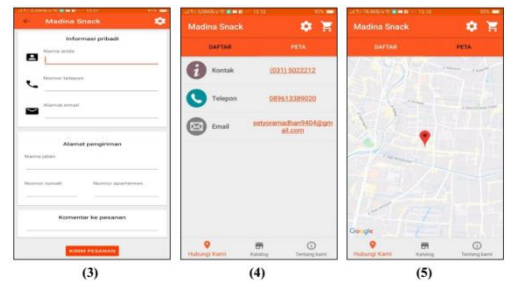 Madina Snack
Informasi pribadi
Nama anda
Nomor telepon
Alamat email
Alamat pengiriman
Nama jalan
Nomor rumah
Nomor apartemen
Komentar ke pesanan
KIRIM PESANAN
(3)
Madina Snack
DAFTAR
PETA
Kontak
(031) 5022212
Telepon
089613389020
Email
setyoramadhan9404@gm
ail.com
Hubungi Kami
Katalog
Tentang kami
(4)
Madina Snack
DAFTAR
PETA
Google
Hubungi Kami
Katalog
Tentang kami
(5)